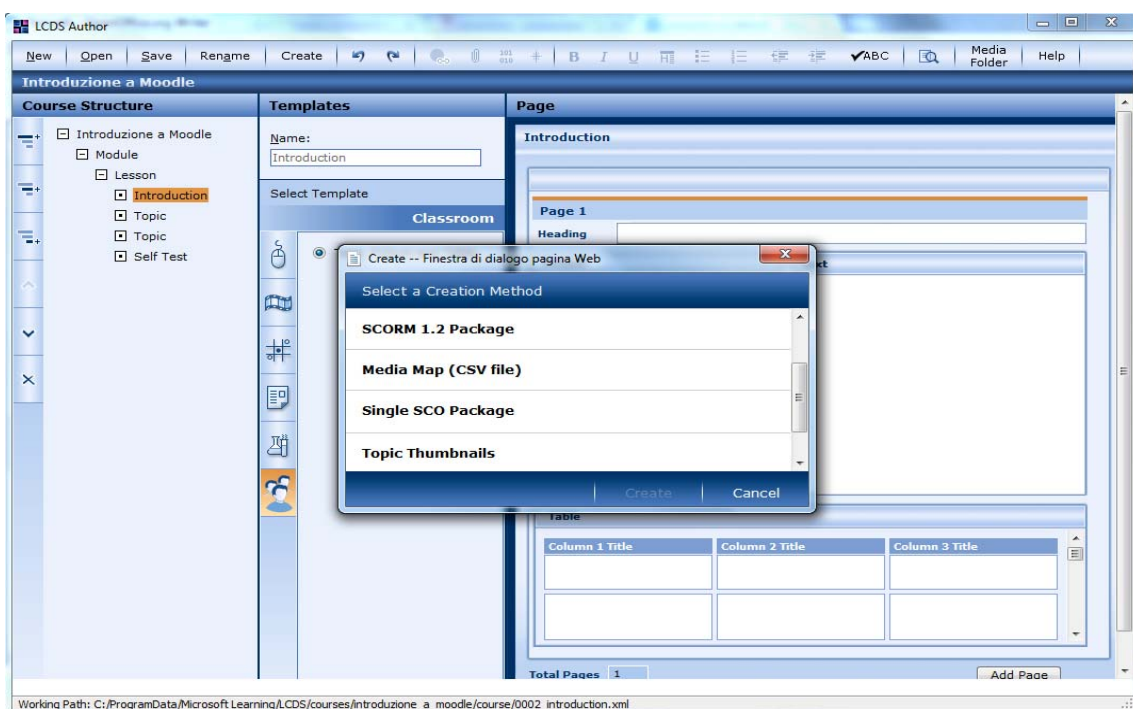 LCDS Author
New Open Save Rename Create B I U ABC Media Folder Help
Introduzione a Moodle
Course Structure
Introduzione a Moodle
Module
Lesson
Introduction
Topic
Topic
Self Test
Templates
Name:
Introduction
Select Template
Classroom
Page
Introduction
Page 1
Heading
Create -- Finestra di dialogo pagina Web
Select a Creation Method
SCORM 1.2 Package
Media Map (CSV file)
Single SCO Package
Topic Thumbnails
Create Cancel
Table
Column 1 Title Column 2 Title Column 3 Title
Total Pages 1 Add Page
Working Path: C:/ProgramData/Microsoft Learning/LCDS/courses/introduzione_a_moodle/course/0002_introduction.xml